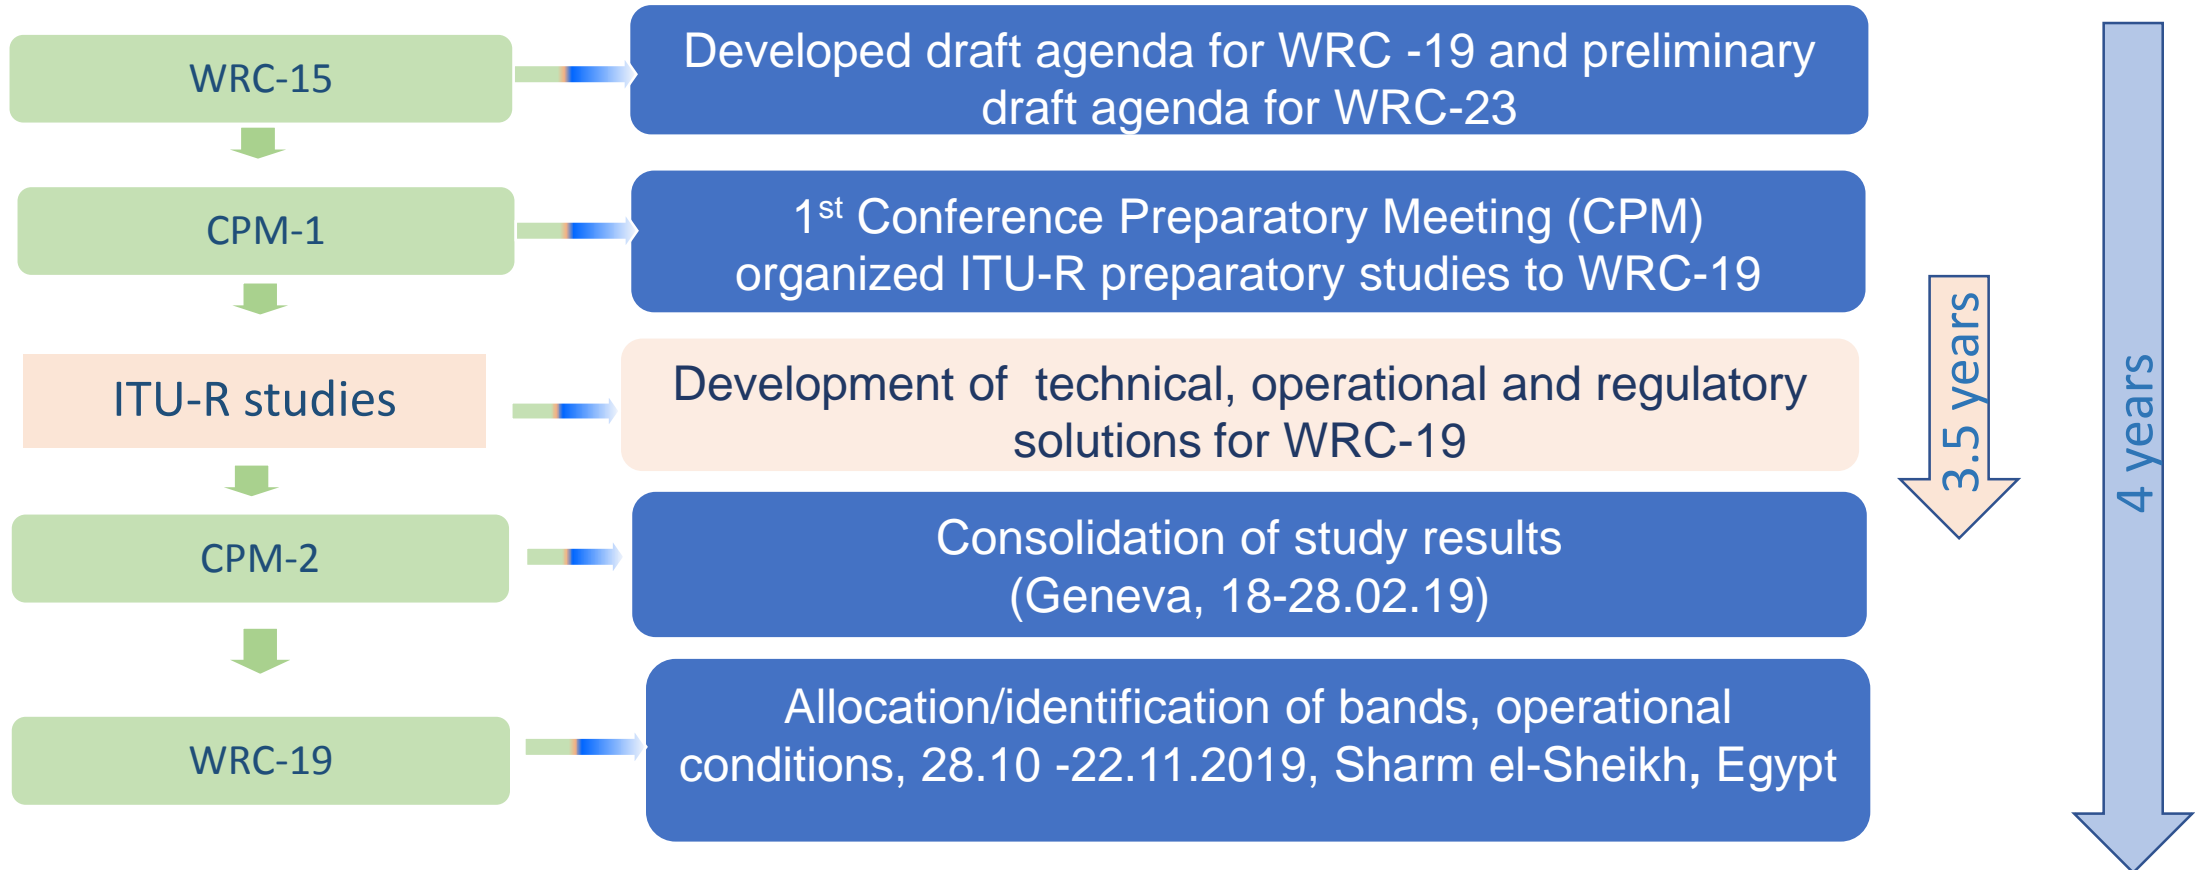 WRC-15
Developed draft agenda for WRC -19 and preliminary
draft agenda for WRC-23
CPM-1
1st Conference Preparatory Meeting (CPM)
organized ITU-R preparatory studies to WRC-19
ITU-R studies
Development of  technical, operational and regulatory
solutions for WRC-19
CPM-2
Consolidation of study results
(Geneva, 18-28.02.19)
WRC-19
Allocation/identification of bands, operational
conditions, 28.10 -22.11.2019, Sharm el-Sheikh, Egypt
3.5 years
4 years